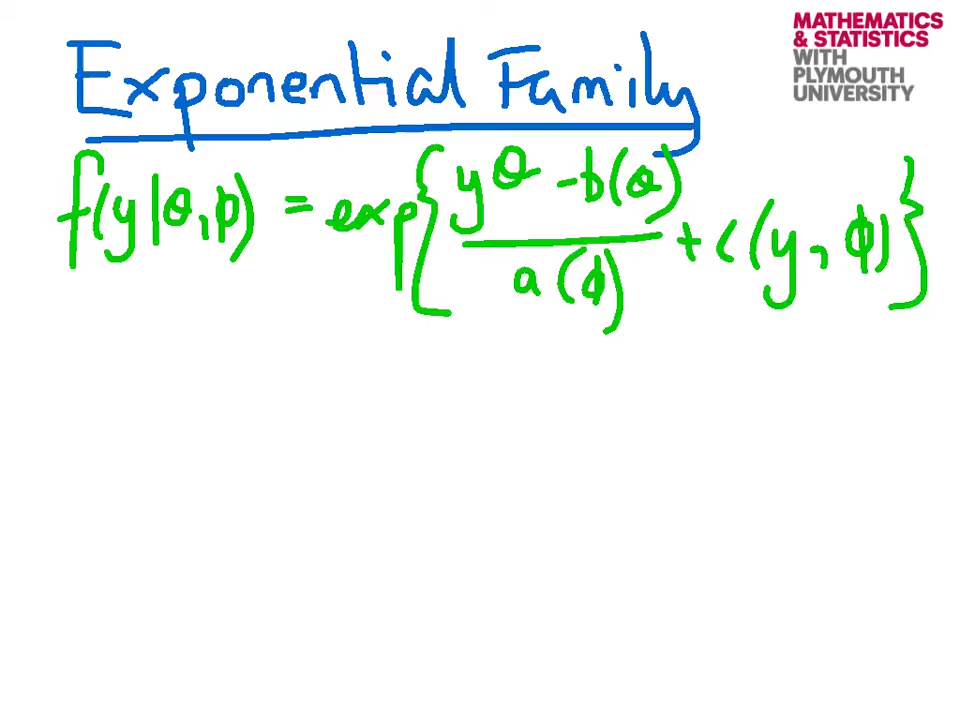 Exponential Family
MATHEMATICS
& STATISTICS
WITH
PLYMOUTH
UNIVERSITY
f(y|θ,φ) = exp{ (yθ - b(θ)) / a(φ) + c(y, φ) }